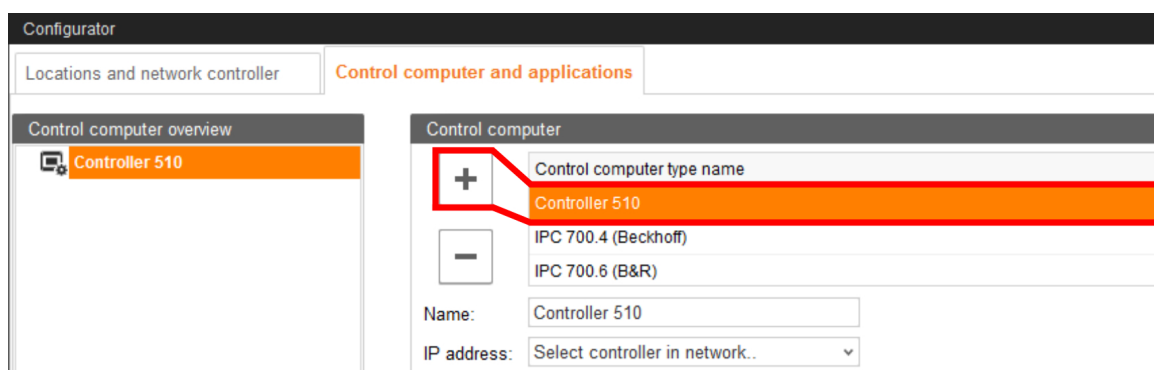 Configurator
Locations and network controller
Control computer and applications
Control computer overview
Controller 510
Control computer
Control computer type name
Controller 510
IPC 700.4 (Beckhoff)
IPC 700.6 (B&R)
Name: Controller 510
IP address: Select controller in network..